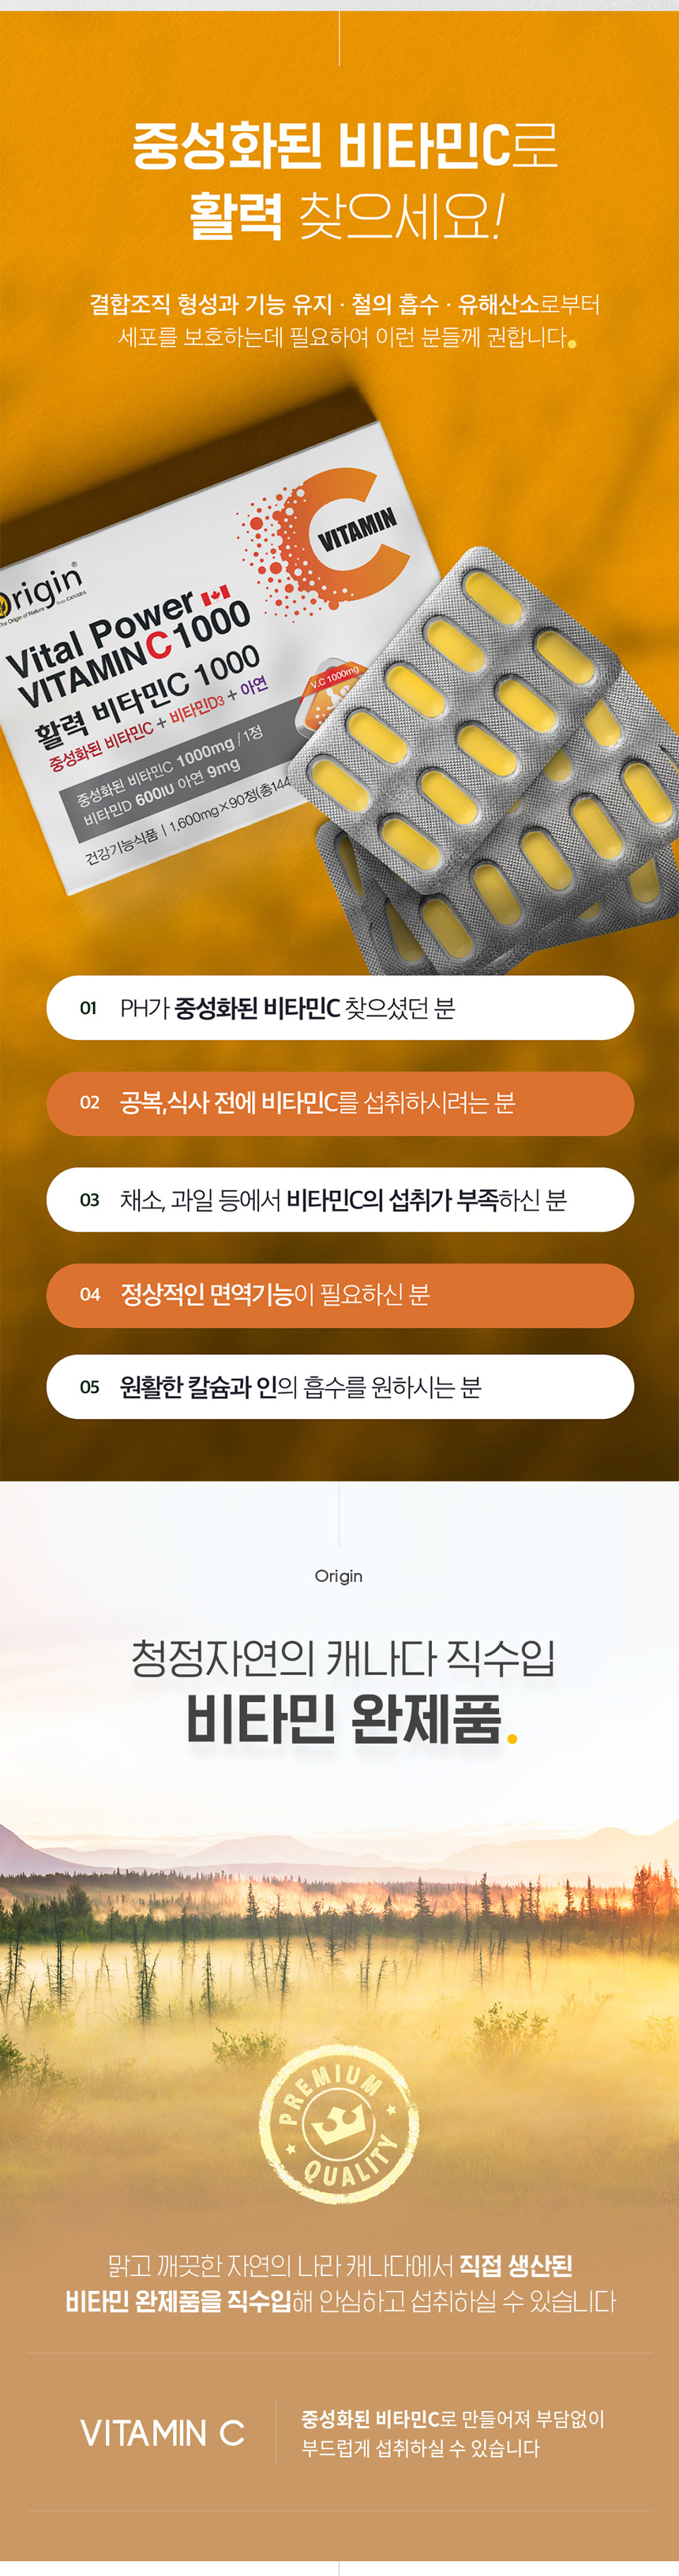 중성화된 비타민C로
활력 찾으세요!
결합조직 형성과 기능 유지 · 철의 흡수 · 유해산소로부터
세포를 보호하는데 필요하여 이런 분들께 권합니다.
Origin®
The Origin of Nature from CANADA
C VITAMIN
Vital Power
VITAMIN C 1000
활력 비타민C 1000
중성화된 비타민C + 비타민D3 + 아연
V.C 1000mg
중성화된 비타민C 1000mg / 1정
비타민D 600IU 아연 9mg
건강기능식품 | 1,600mg×90정(총144
01 PH가 중성화된 비타민C 찾으셨던 분
02 공복,식사 전에 비타민C를 섭취하시려는 분
03 채소, 과일 등에서 비타민C의 섭취가 부족하신 분
04 정상적인 면역기능이 필요하신 분
05 원활한 칼슘과 인의 흡수를 원하시는 분
Origin
청정자연의 캐나다 직수입
비타민 완제품.
PREMIUM
QUALITY
맑고 깨끗한 자연의 나라 캐나다에서 직접 생산된
비타민 완제품을 직수입해 안심하고 섭취하실 수 있습니다
VITAMIN C
중성화된 비타민C로 만들어져 부담없이
부드럽게 섭취하실 수 있습니다